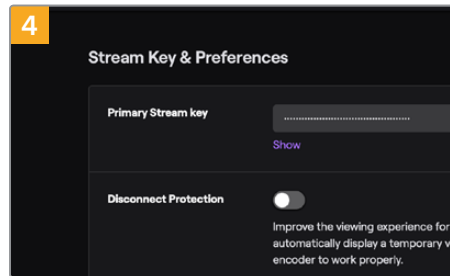 4
Stream Key & Preferences
Primary Stream key
Show
Disconnect Protection
Improve the viewing experience for
automatically display a temporary v
encoder to work properly.